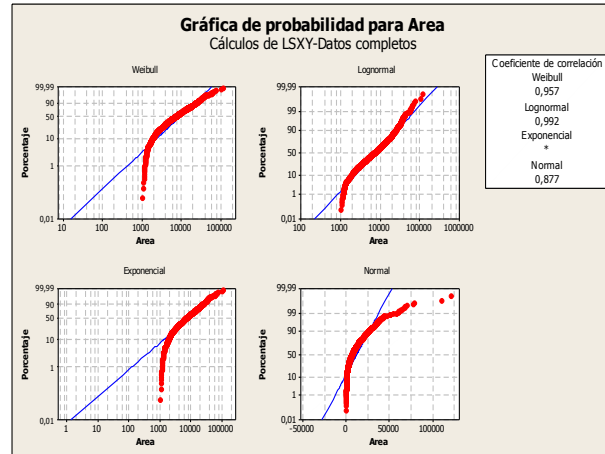 Gráfica de probabilidad para Area
Cálculos de LSXY-Datos completos
Weibull
99,99
90
50
10
1
0,01
10
100
1000
10000
100000
Porcentaje
Area
Lognormal
99,99
99
90
50
10
1
0,01
100
1000
10000
100000
1000000
Porcentaje
Area
Coeficiente de correlación
Weibull
0,957
Lognormal
0,992
Exponencial
*
Normal
0,877
Exponencial
99,99
90
50
10
1
0,01
1
10
100
1000
10000
100000
Porcentaje
Area
Normal
99,99
99
90
50
10
1
0,01
-50000
0
50000
100000
Porcentaje
Area